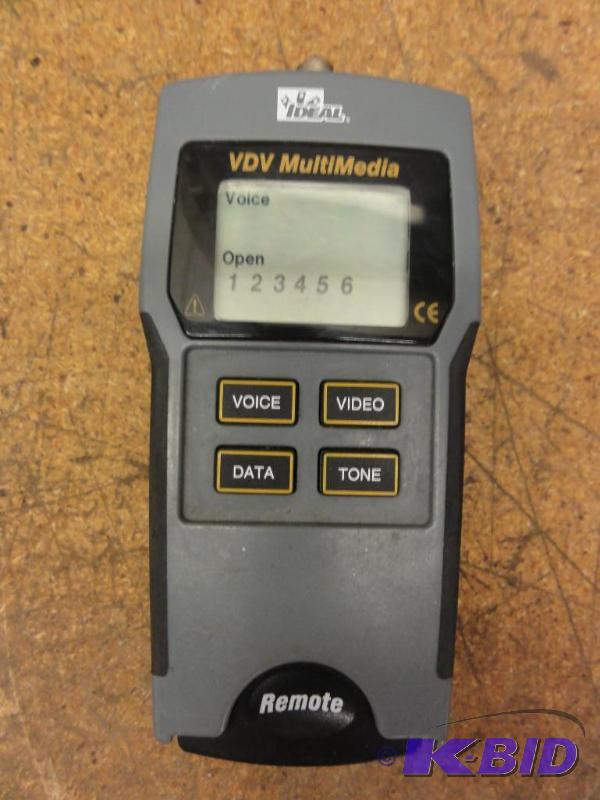 IDEAL
VDV MultiMedia
Voice
Open
1 2 3 4 5 6
CE
VOICE
VIDEO
DATA
TONE
Remote
© K-BID